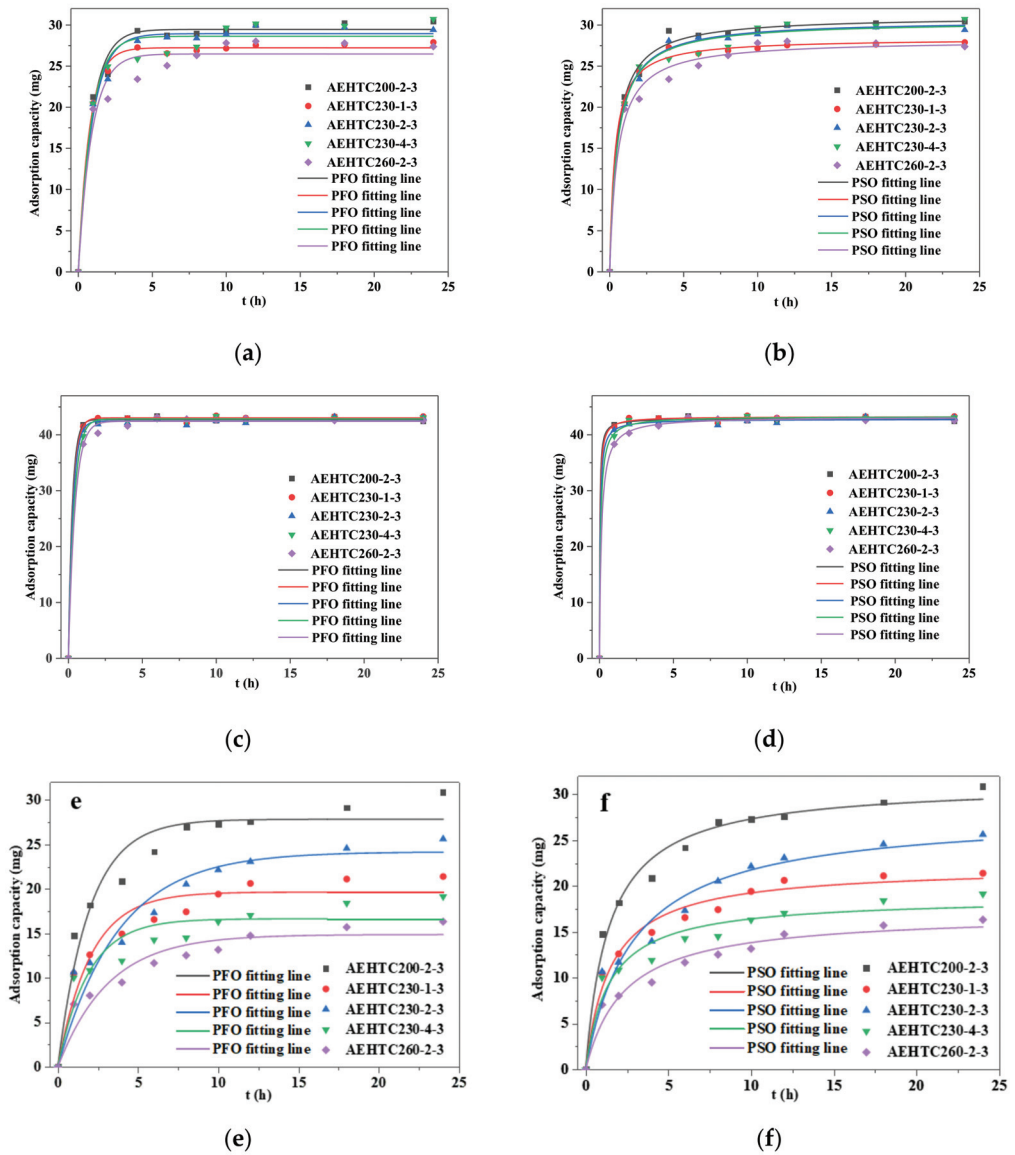 Adsorption capacity (mg)
30
25
20
15
10
5
0
AEHTC200-2-3
AEHTC230-1-3
AEHTC230-2-3
AEHTC230-4-3
AEHTC260-2-3
PFO fitting line
PFO fitting line
PFO fitting line
PFO fitting line
PFO fitting line
0 5 10 15 20 25
t (h)
(a)
Adsorption capacity (mg)
30
25
20
15
10
5
0
AEHTC200-2-3
AEHTC230-1-3
AEHTC230-2-3
AEHTC230-4-3
AEHTC260-2-3
PSO fitting line
PSO fitting line
PSO fitting line
PSO fitting line
PSO fitting line
0 5 10 15 20 25
t (h)
(b)
Adsorption capacity (mg)
40
30
20
10
0
AEHTC200-2-3
AEHTC230-1-3
AEHTC230-2-3
AEHTC230-4-3
AEHTC260-2-3
PFO fitting line
PFO fitting line
PFO fitting line
PFO fitting line
PFO fitting line
0 5 10 15 20 25
t (h)
(c)
Adsorption capacity (mg)
40
30
20
10
0
AEHTC200-2-3
AEHTC230-1-3
AEHTC230-2-3
AEHTC230-4-3
AEHTC260-2-3
PSO fitting line
PSO fitting line
PSO fitting line
PSO fitting line
PSO fitting line
0 5 10 15 20 25
t (h)
(d)
e
Adsorption capacity (mg)
30
25
20
15
10
5
0
PFO fitting line AEHTC200-2-3
PFO fitting line AEHTC230-1-3
PFO fitting line AEHTC230-2-3
PFO fitting line AEHTC230-4-3
PFO fitting line AEHTC260-2-3
0 5 10 15 20 25
t (h)
(e)
f
Adsorption capacity (mg)
30
25
20
15
10
5
0
PSO fitting line AEHTC200-2-3
PSO fitting line AEHTC230-1-3
PSO fitting line AEHTC230-2-3
PSO fitting line AEHTC230-4-3
PSO fitting line AEHTC260-2-3
0 5 10 15 20 25
t (h)
(f)